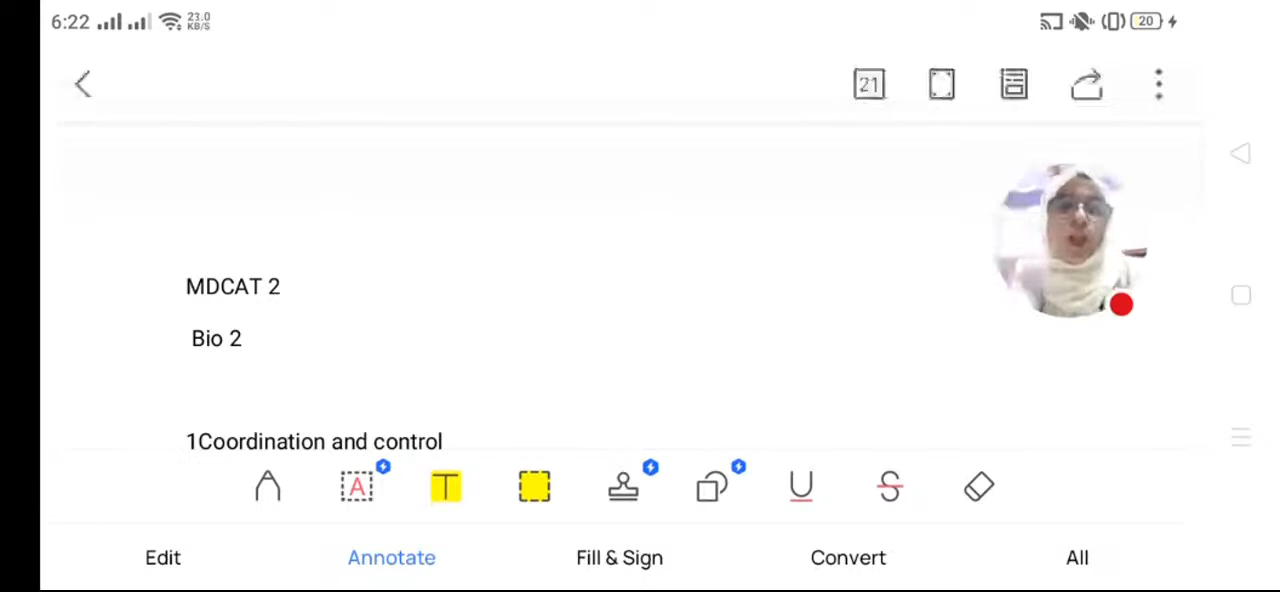 6:22 23.0 KB/S 20
21
MDCAT 2
Bio 2
1Coordination and control
A T U S
Edit Annotate Fill & Sign Convert All